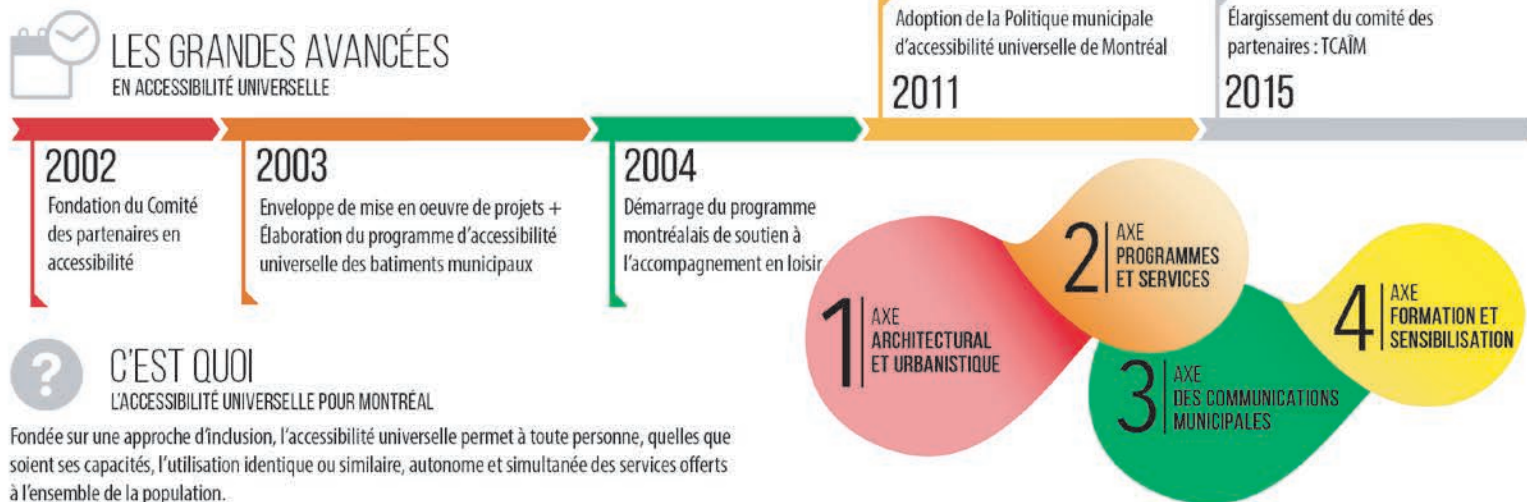 LES GRANDES AVANCÉES
EN ACCESSIBILITÉ UNIVERSELLE
2002
Fondation du Comité
des partenaires en
accessibilité
2003
Enveloppe de mise en oeuvre de projets +
Élaboration du programme d'accessibilité
universelle des batiments municipaux
2004
Démarrage du programme
montréalais de soutien à
l'accompagnement en loisir
Adoption de la Politique municipale
d'accessibilité universelle de Montréal
2011
Élargissement du comité des
partenaires : TCAÎM
2015
1
AXE
ARCHITECTURAL
ET URBANISTIQUE
2
AXE
PROGRAMMES
ET SERVICES
3
AXE
DES COMMUNICATIONS
MUNICIPALES
4
AXE
FORMATION ET
SENSIBILISATION
?
C'EST QUOI
L'ACCESSIBILITÉ UNIVERSELLE POUR MONTRÉAL
Fondée sur une approche d'inclusion, l'accessibilité universelle permet à toute personne, quelles que
soient ses capacités, l'utilisation identique ou similaire, autonome et simultanée des services offerts
à l'ensemble de la population.